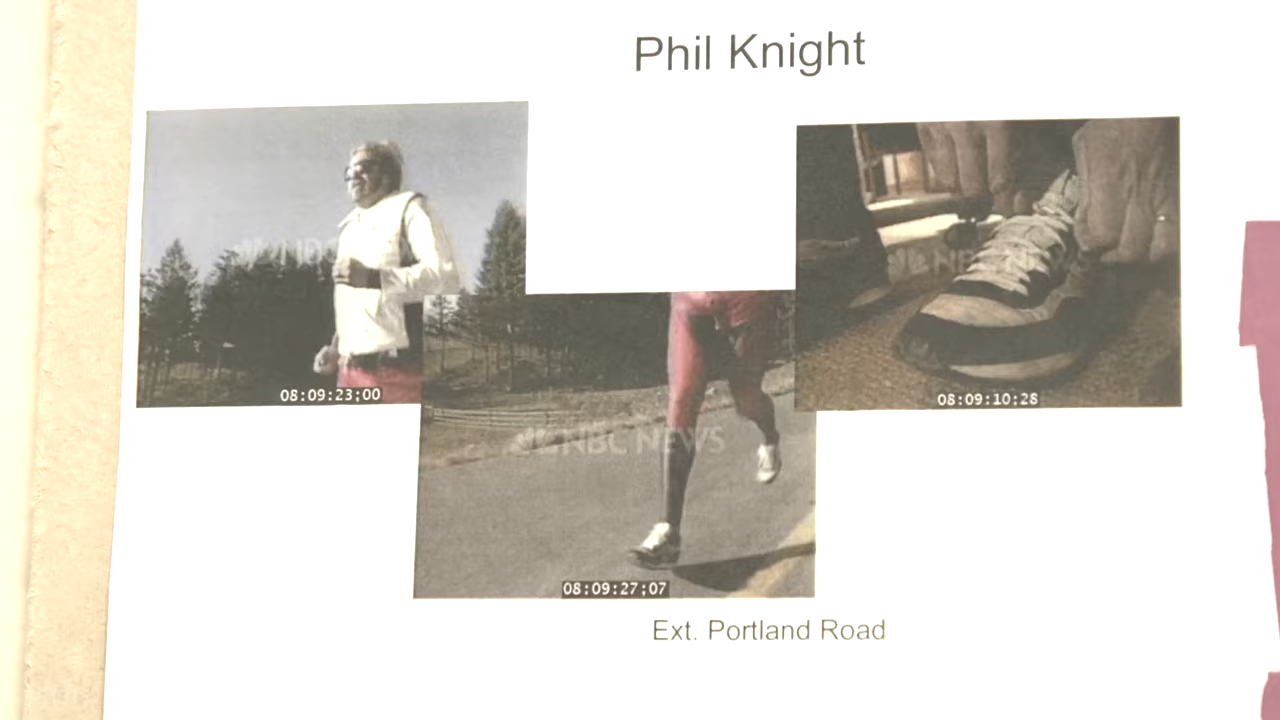 Phil Knight
NBC
NBC NEWS
08:09:23;00
08:09:10;28
NBC NEWS
08:09:27;07
Ext. Portland Road